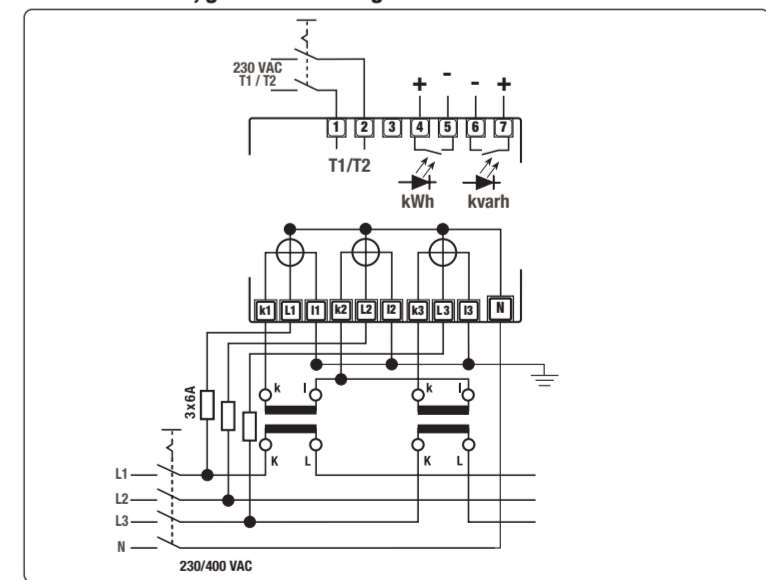 230 VAC
T1 / T2
+ - - +
1 2 3 4 5 6 7
T1/T2
kWh kvarh
k1 L1 l1 k2 L2 l2 k3 L3 l3 N
3x6A
k l k l
K L K L
L1
L2
L3
N
230/400 VAC